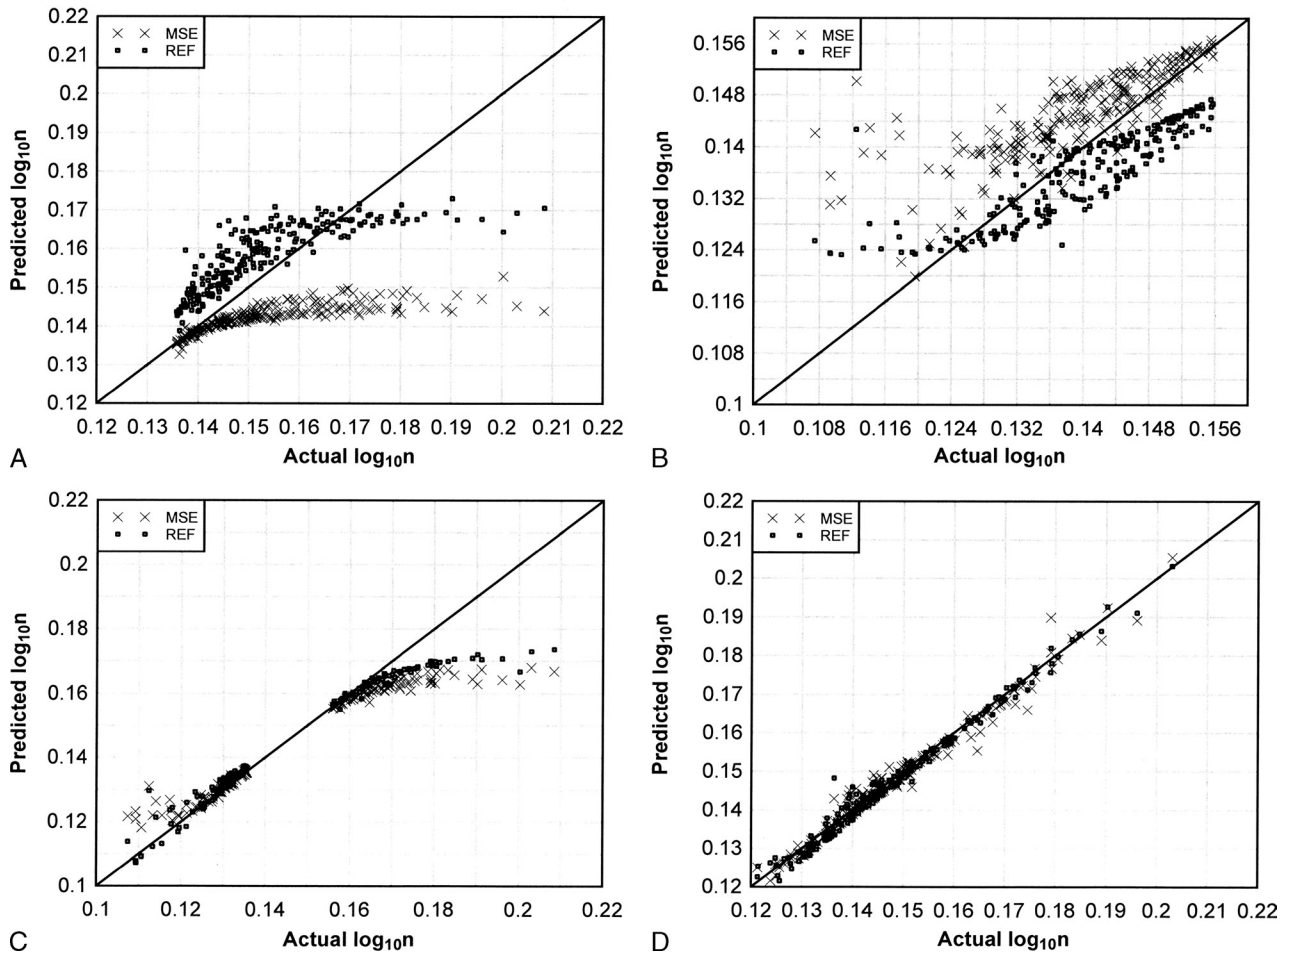 0.22
0.21
0.2
0.19
0.18
0.17
0.16
0.15
0.14
0.13
0.12
Predicted log10n
MSE
REF
0.12 0.13 0.14 0.15 0.16 0.17 0.18 0.19 0.2 0.21 0.22
Actual log10n
A
0.156
0.148
0.14
0.132
0.124
0.116
0.108
0.1
Predicted log10n
MSE
REF
0.1 0.108 0.116 0.124 0.132 0.14 0.148 0.156
Actual log10n
B
0.22
0.2
0.18
0.16
0.14
0.12
0.1
Predicted log10n
MSE
REF
0.1 0.12 0.14 0.16 0.18 0.2 0.22
Actual log10n
C
0.22
0.21
0.2
0.19
0.18
0.17
0.16
0.15
0.14
0.13
0.12
Predicted log10n
MSE
REF
0.12 0.13 0.14 0.15 0.16 0.17 0.18 0.19 0.2 0.21 0.22
Actual log10n
D